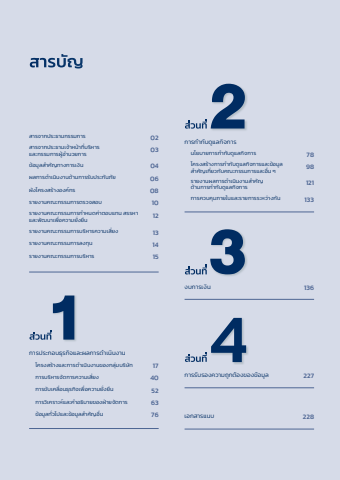 สารบัญ
สารจากประธานกรรมการ 02
สารจากประธานเจ้าหน้าที่บริหาร
และกรรมการผู้อำนวยการ 03
ข้อมูลสำคัญทางการเงิน 04
ผลการดำเนินงานด้านการรับประกันภัย 06
ผังโครงสร้างองค์กร 08
รายงานคณะกรรมการตรวจสอบ 10
รายงานคณะกรรมการกำหนดค่าตอบแทน สรรหา
และพัฒนาเพื่อความยั่งยืน 12
รายงานคณะกรรมการบริหารความเสี่ยง 13
รายงานคณะกรรมการลงทุน 14
รายงานคณะกรรมการบริหาร 15
ส่วนที่ 1
การประกอบธุรกิจและผลการดำเนินงาน
โครงสร้างและการดำเนินงานของกลุ่มบริษัท 17
การบริหารจัดการความเสี่ยง 40
การขับเคลื่อนธุรกิจเพื่อความยั่งยืน 52
การวิเคราะห์และคำอธิบายของฝ่ายจัดการ 63
ข้อมูลทั่วไปและข้อมูลสำคัญอื่น 76
ส่วนที่ 2
การกำกับดูแลกิจการ
นโยบายการกำกับดูแลกิจการ 78
โครงสร้างการกำกับดูแลกิจการและข้อมูล
สำคัญเกี่ยวกับคณะกรรมการและอื่น ๆ 98
รายงานผลการดำเนินงานสำคัญ
ด้านการกำกับดูแลกิจการ 121
การควบคุมภายในและรายการระหว่างกัน 133
ส่วนที่ 3
งบการเงิน 136
ส่วนที่ 4
การรับรองความถูกต้องของข้อมูล 227
เอกสารแนบ 228